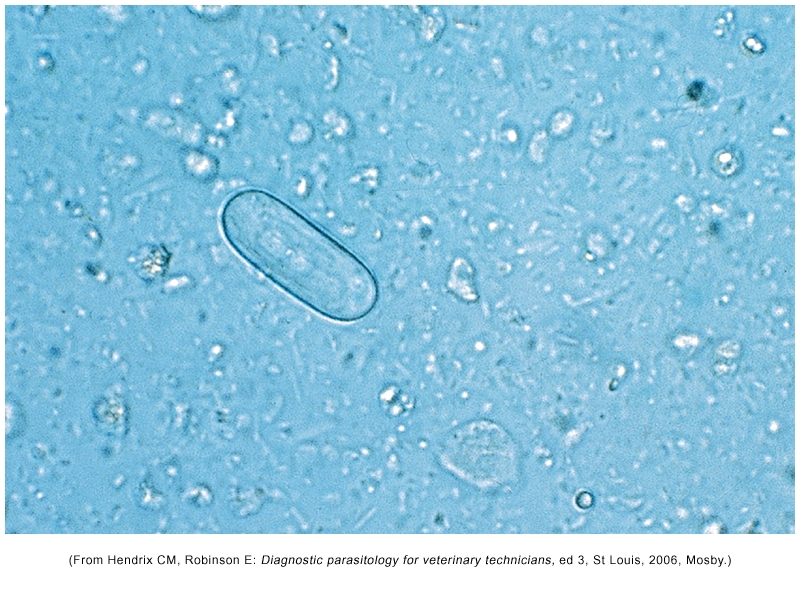 (From Hendrix CM, Robinson E: Diagnostic parasitology for veterinary technicians, ed 3, St Louis, 2006, Mosby.)